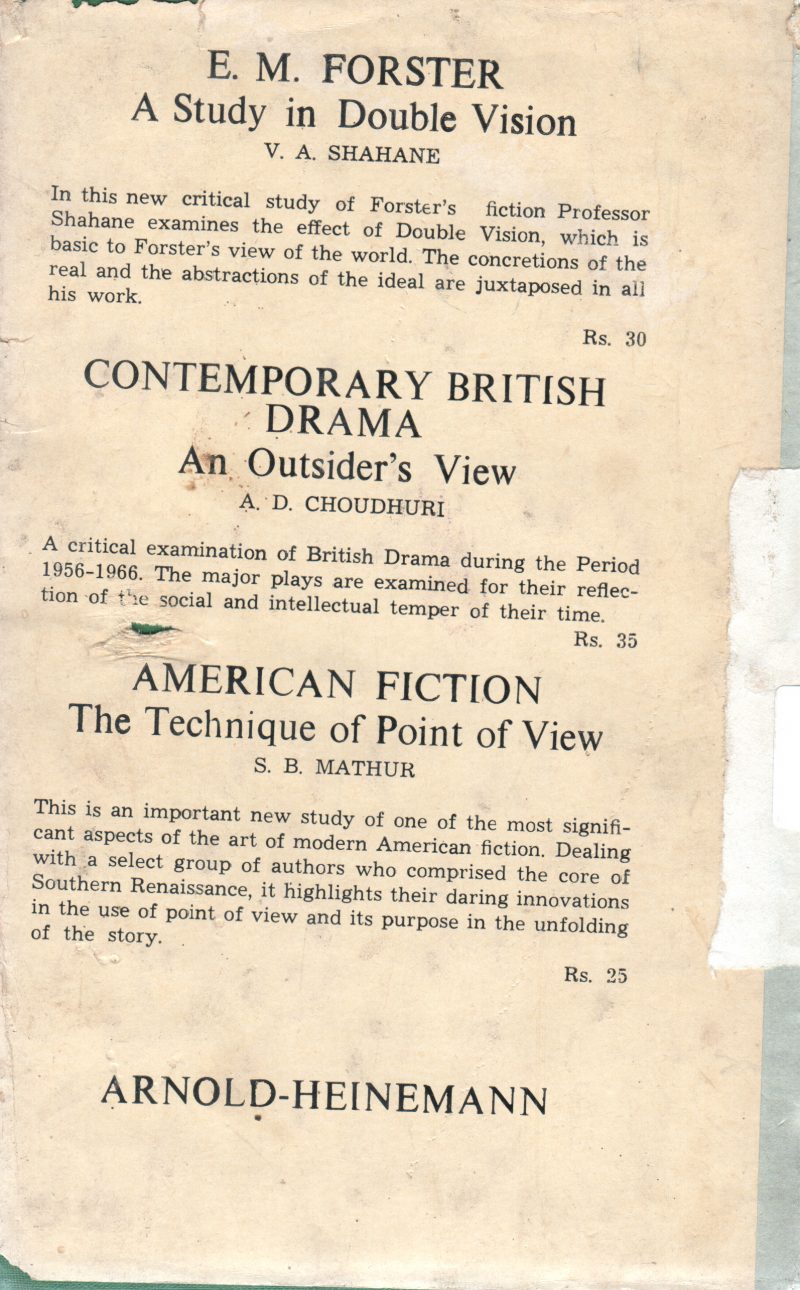 E. M. FORSTER
A Study in Double Vision
V. A. SHAHANE
In this new critical study of Forster's fiction Professor
Shahane examines the effect of Double Vision, which is
basic to Forster's view of the world. The concretions of the
real and the abstractions of the ideal are juxtaposed in all
his work.
Rs. 30
CONTEMPORARY BRITISH
DRAMA
An Outsider's View
A. D. CHOUDHURI
A critical examination of British Drama during the Period
1956-1966. The major plays are examined for their reflec-
tion of the social and intellectual temper of their time.
Rs. 35
AMERICAN FICTION
The Technique of Point of View
S. B. MATHUR
This is an important new study of one of the most signifi-
cant aspects of the art of modern American fiction. Dealing
with a select group of authors who comprised the core of
Southern Renaissance, it highlights their daring innovations
in the use of point of view and its purpose in the unfolding
of the story.
Rs. 25
ARNOLD-HEINEMANN